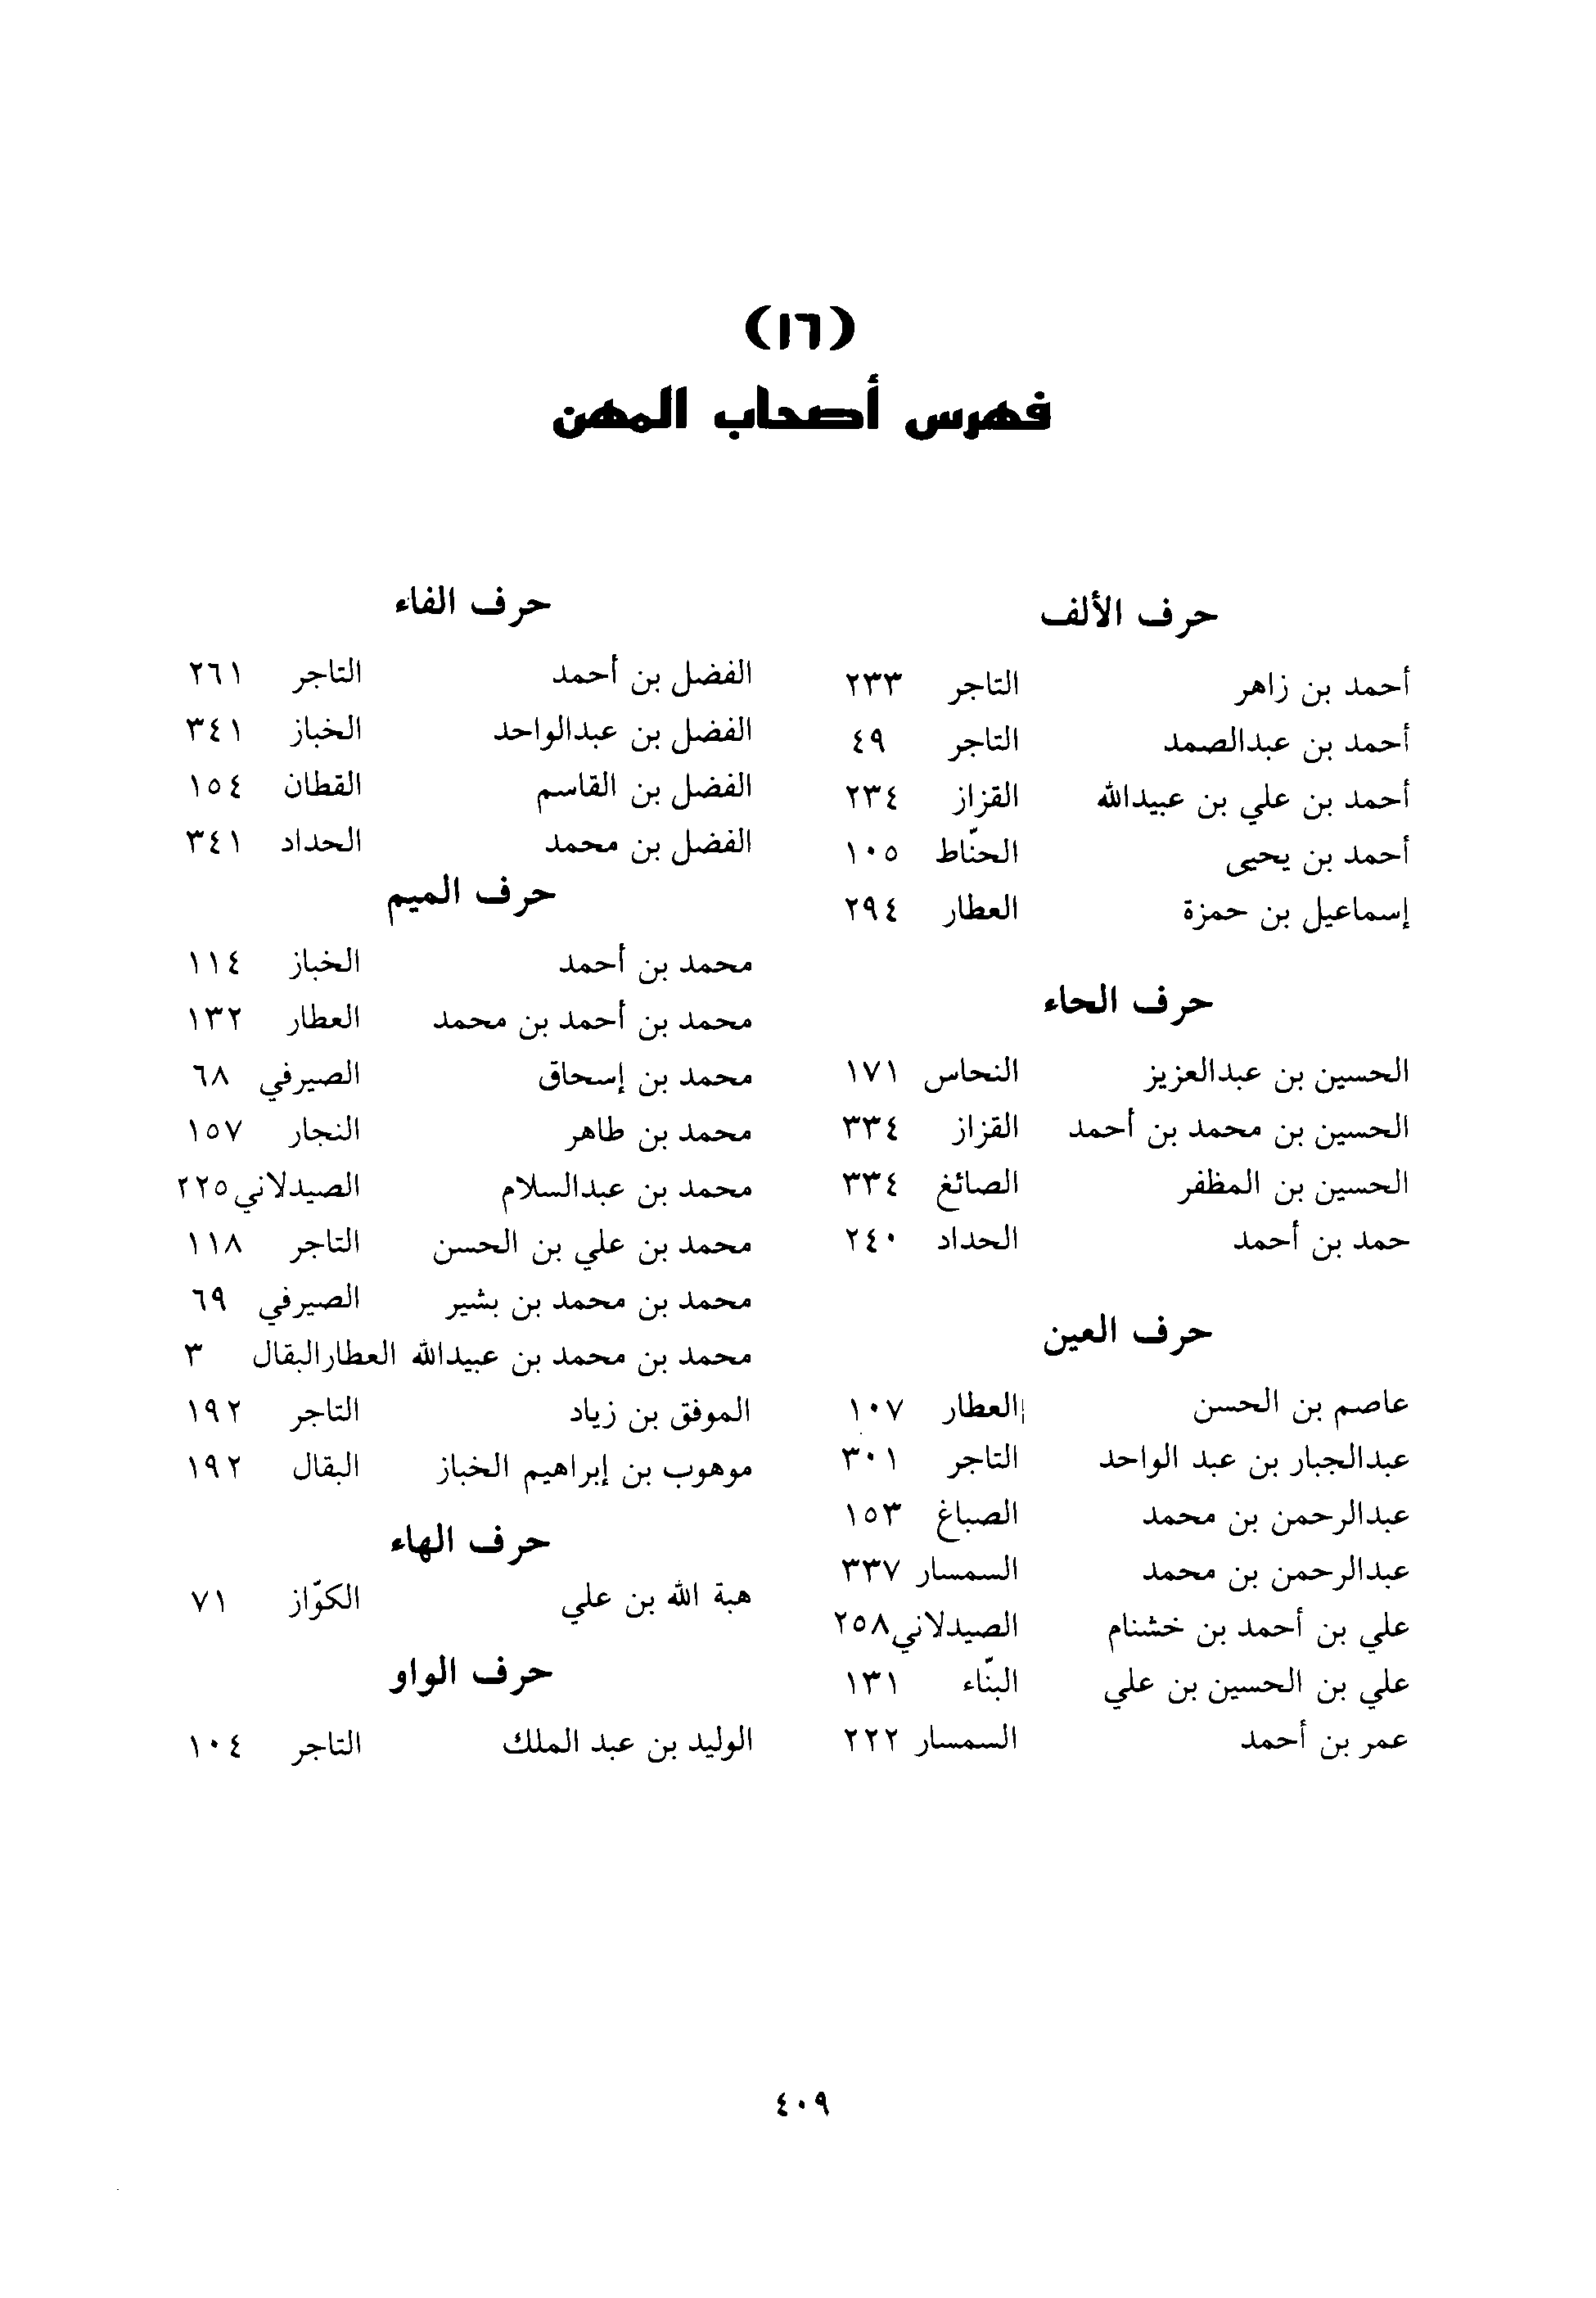 (١٦)
فهرس أصحاب المهن
حرف الألف
أحمد بن زاهر التاجر ٢٣٣
أحمد بن عبدالصمد التاجر ٤٩
أحمد بن علي بن عبيدالله القزاز ٢٣٤
أحمد بن يحيى الحنّاط ١٠٥
إسماعيل بن حمزة العطار ٢٩٤
حرف الحاء
الحسين بن عبدالعزيز النحاس ١٧١
الحسين بن محمد بن أحمد القزاز ٣٣٤
الحسين بن المظفر الصائغ ٣٣٤
حمد بن أحمد الحداد ٢٤٠
حرف العين
عاصم بن الحسن العطار ١٠٧
عبدالجبار بن عبد الواحد التاجر ٣٠١
عبدالرحمن بن محمد الصباغ ١٥٣
عبدالرحمن بن محمد السمسار ٣٣٧
علي بن أحمد بن خشنام الصيدلاني ٢٥٨
علي بن الحسين بن علي البنّاء ١٣١
عمر بن أحمد السمسار ٢٢٢
حرف الفاء
الفضل بن أحمد التاجر ٢٦١
الفضل بن عبدالواحد الخباز ٣٤١
الفضل بن القاسم القطان ١٥٤
الفضل بن محمد الحداد ٣٤١
حرف الميم
محمد بن أحمد الخباز ١١٤
محمد بن أحمد بن محمد العطار ١٣٢
محمد بن إسحاق الصيرفي ٦٨
محمد بن طاهر النجار ١٥٧
محمد بن عبدالسلام الصيدلاني ٢٢٥
محمد بن علي بن الحسن التاجر ١١٨
محمد بن محمد بن بشير الصيرفي ٦٩
محمد بن محمد بن عبيدالله العطارالبقال ٣
الموفق بن زياد التاجر ١٩٢
موهوب بن إبراهيم الخباز البقال ١٩٢
حرف الهاء
هبة الله بن علي الكوّاز ٧١
حرف الواو
الوليد بن عبد الملك التاجر ١٠٤
٤٠٩